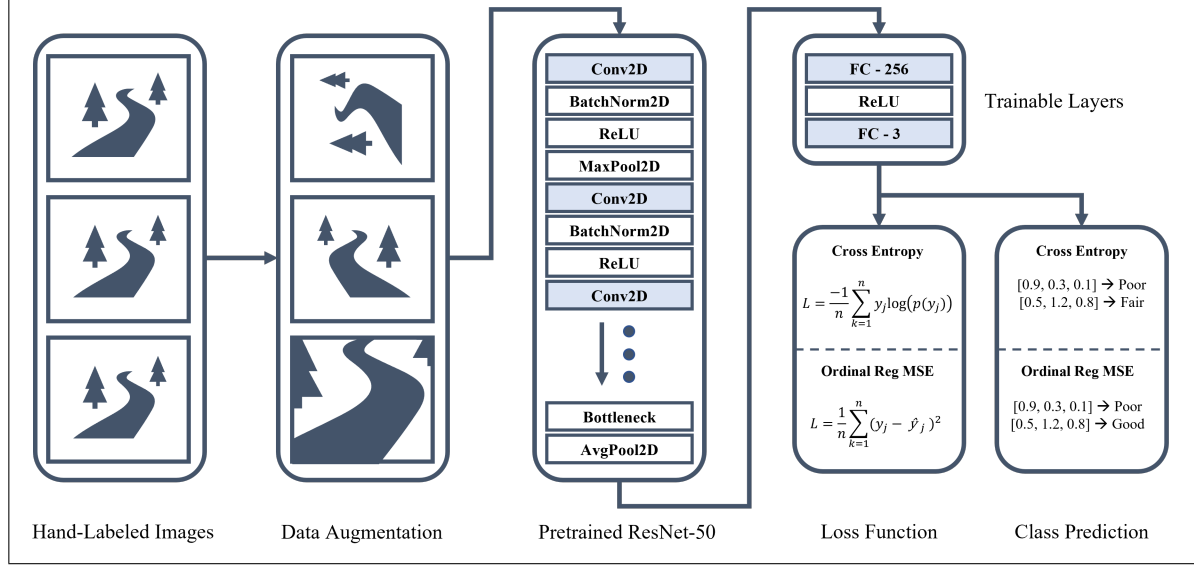 Conv2D
BatchNorm2D
ReLU
MaxPool2D
Conv2D
BatchNorm2D
ReLU
Conv2D
Bottleneck
AvgPool2D
FC - 256
ReLU
FC - 3
Trainable Layers
Cross Entropy
L = \frac{-1}{n} \sum_{k=1}^{n} y_j log(p(y_j))
Ordinal Reg MSE
L = \frac{1}{n} \sum_{k=1}^{n} (y_j − ŷ_j)^2
Cross Entropy
[0.9, 0.3, 0.1] → Poor
[0.5, 1.2, 0.8] → Fair
Ordinal Reg MSE
[0.9, 0.3, 0.1] → Poor
[0.5, 1.2, 0.8] → Good
Hand-Labeled Images
Data Augmentation
Pretrained ResNet-50
Loss Function
Class Prediction